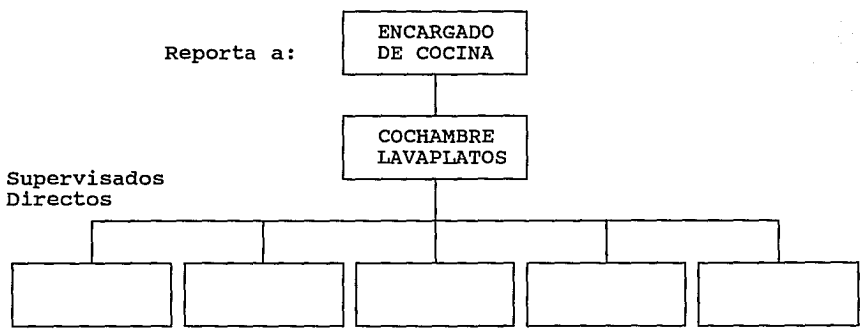 ENCARGADO
DE COCINA
Reporta a:
COCHAMBRE
LAVAPLATOS
Supervisados
Directos